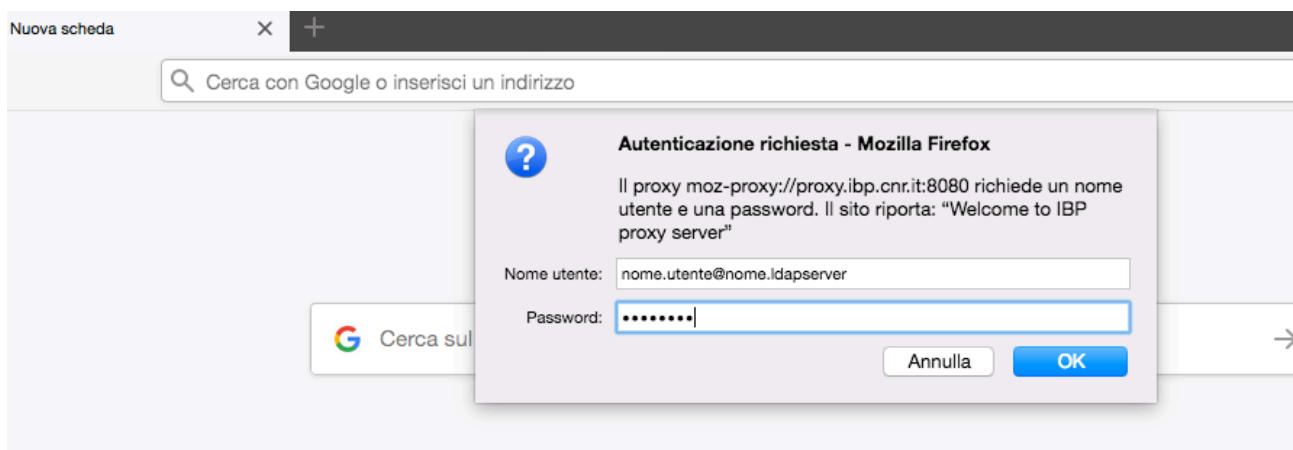 Nuova scheda
Cerca con Google o inserisci un indirizzo
Autenticazione richiesta - Mozilla Firefox
Il proxy moz-proxy://proxy.ibp.cnr.it:8080 richiede un nome
utente e una password. Il sito riporta: “Welcome to IBP
proxy server”
Nome utente: nome.utente@nome.ldapserver
Password: ••••••••
Cerca sul
Annulla OK